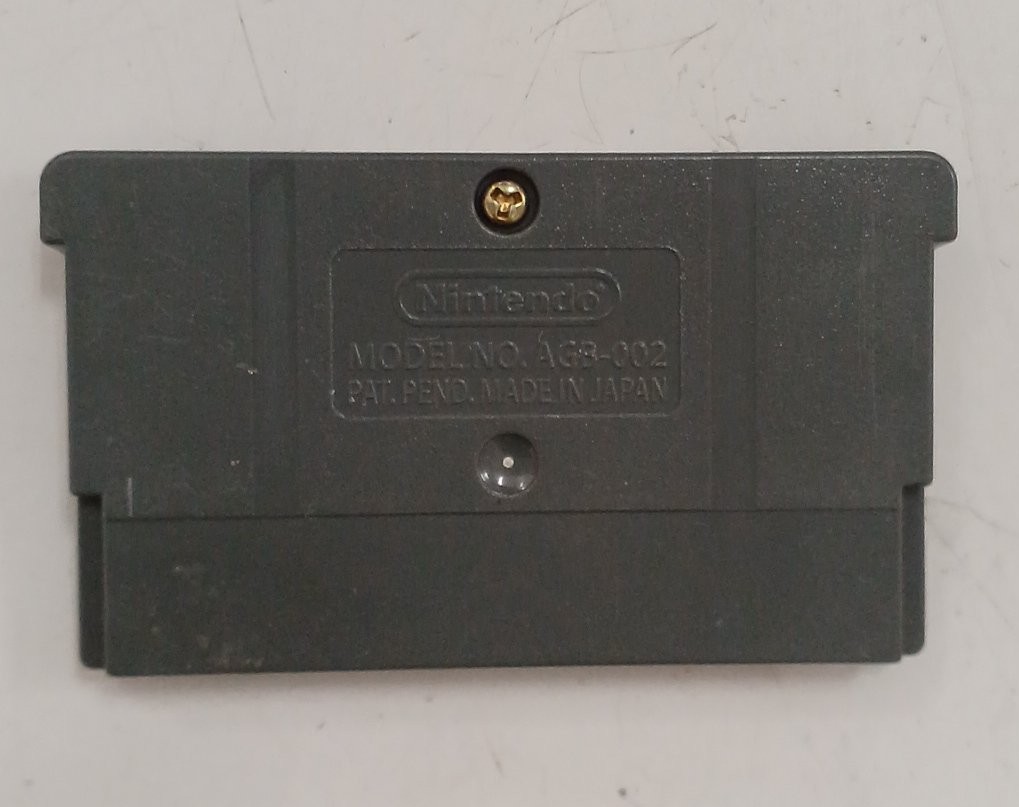 Nintendo®
MODEL NO. AGB-002
PAT. PEND. MADE IN JAPAN